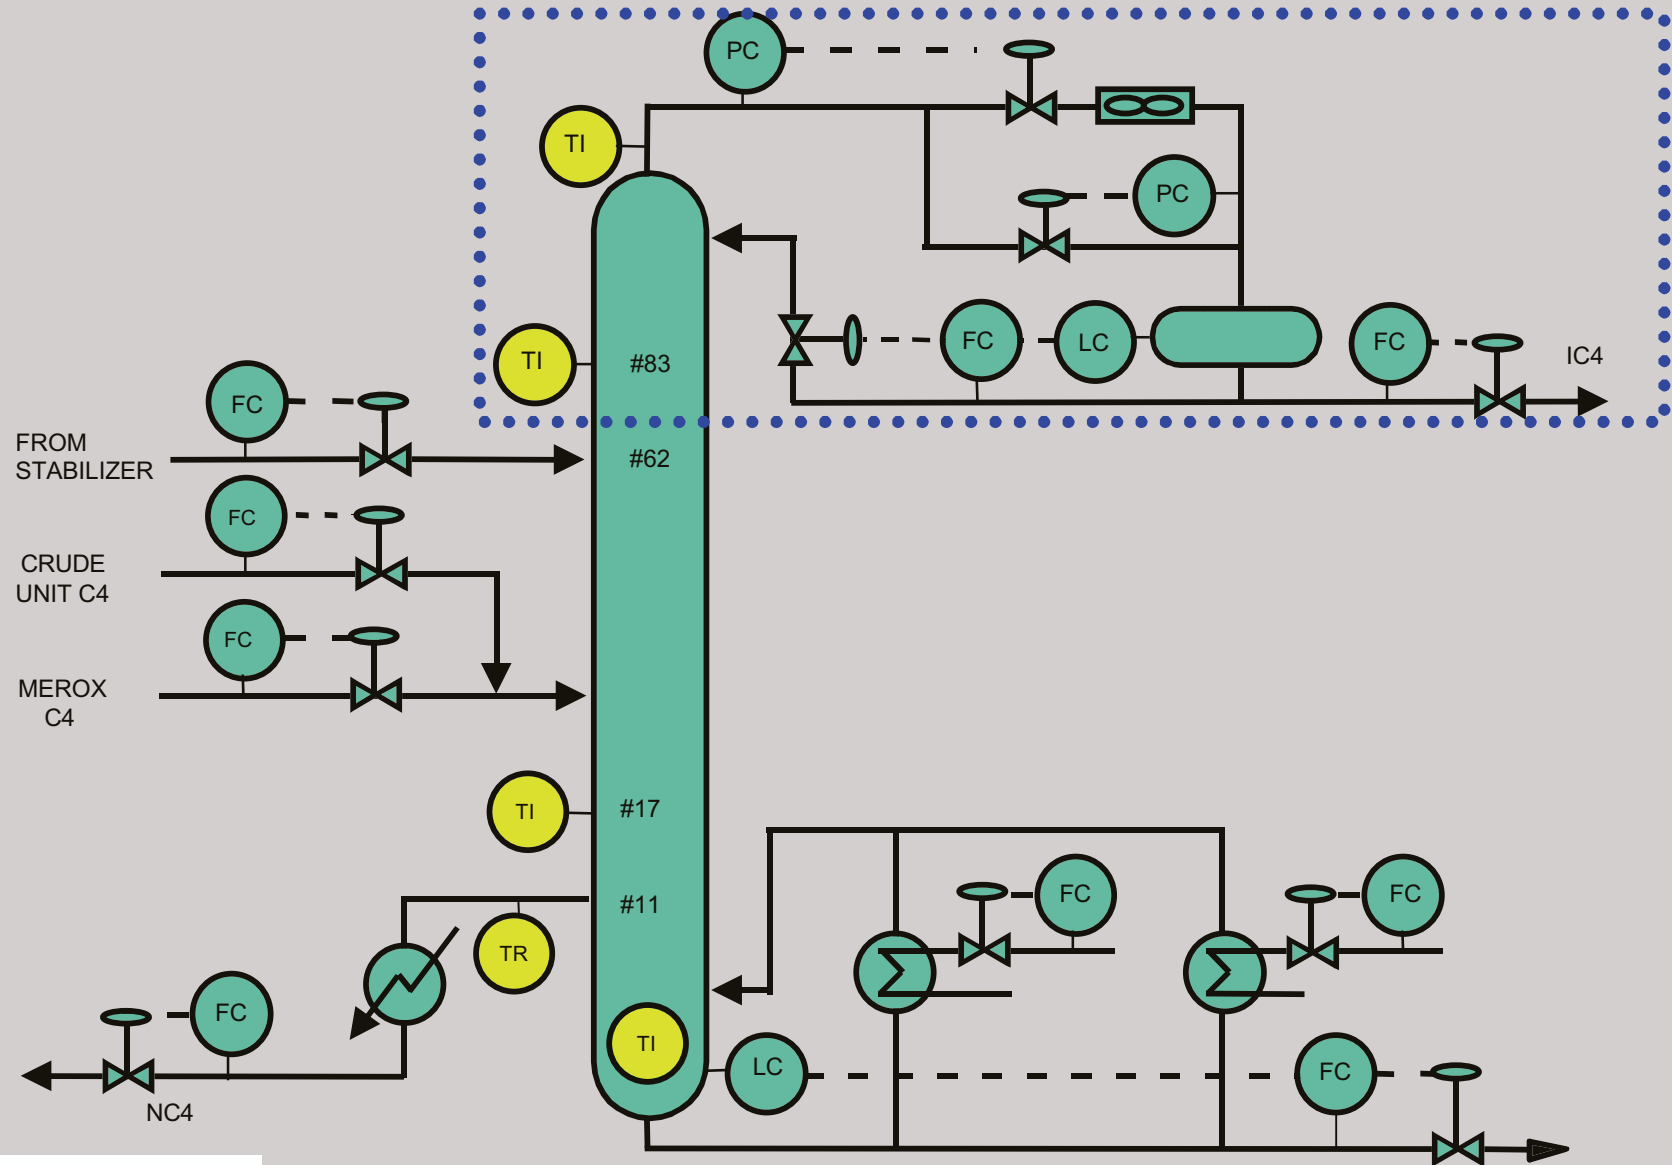 PC
TI
PC
TI
#83
FC
LC
FC
IC4
FC
FROM
STABILIZER
#62
FC
CRUDE
UNIT C4
FC
MEROX
C4
TI
#17
#11
FC
FC
TR
FC
TI
LC
FC
NC4